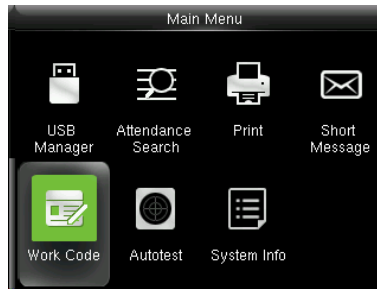 Main Menu
USB
Manager
Attendance
Search
Print
Short
Message
Work Code
Autotest
System Info